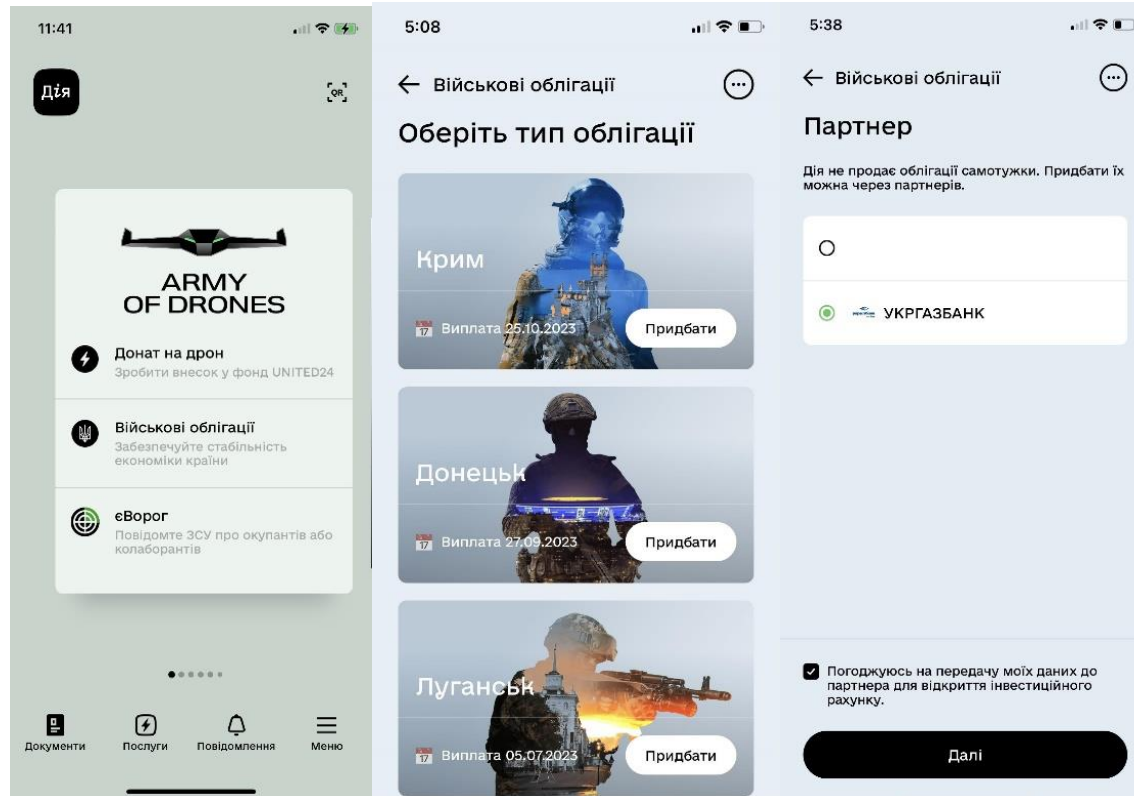 11:41
Дія
QR
ARMY
OF DRONES
Донат на дрон
Зробити внесок у фонд UNITED24
Військові облігації
Забезпечуйте стабільність
економіки країни
єВорог
Повідомте ЗСУ про окупантів або
колаборантів
Документи
Послуги
Повідомлення
Меню
5:08
Військові облігації
Оберіть тип облігації
Крим
17 Виплата 25.10.2023
Придбати
Донецьк
17 Виплата 27.09.2023
Придбати
Луганськ
17 Виплата 05.07.2023
Придбати
5:38
Військові облігації
Партнер
Дія не продає облігації самотужки. Придбати їх
можна через партнерів.
УКРГАЗБАНК
Погоджуюсь на передачу моїх даних до
партнера для відкриття інвестиційного
рахунку.
Далі